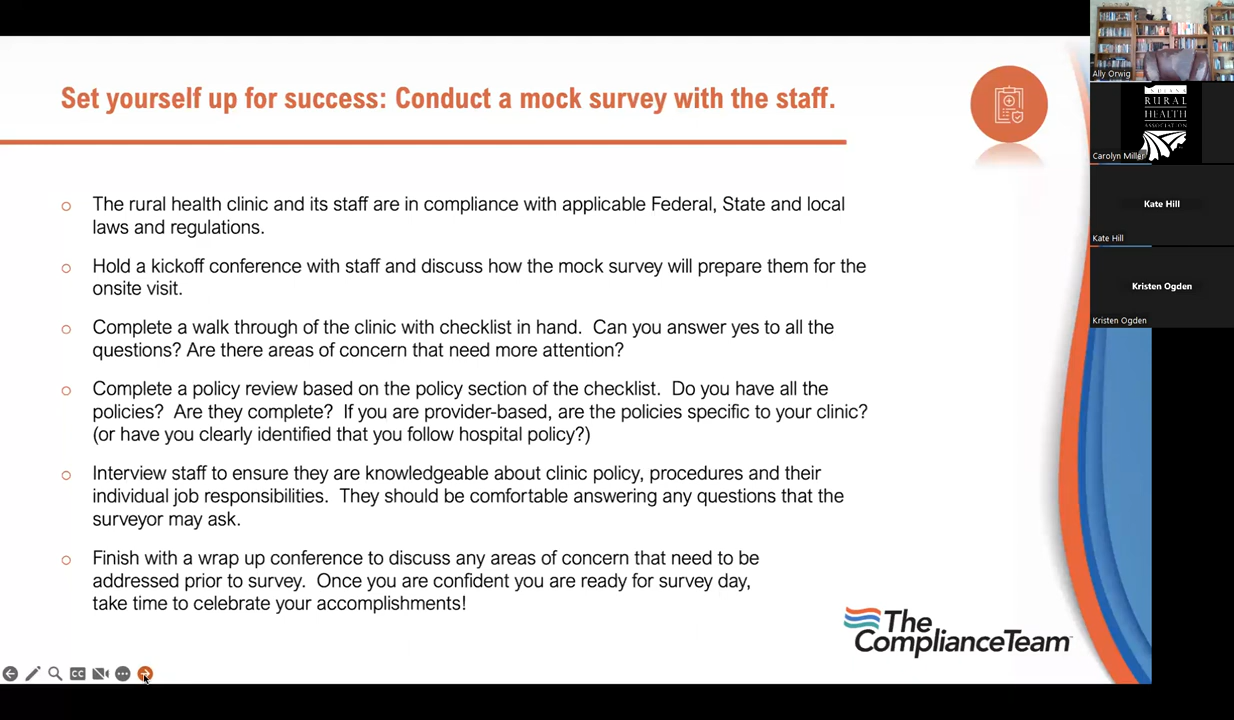 Set yourself up for success: Conduct a mock survey with the staff.
The rural health clinic and its staff are in compliance with applicable Federal, State and local
laws and regulations.
Hold a kickoff conference with staff and discuss how the mock survey will prepare them for the
onsite visit.
Complete a walk through of the clinic with checklist in hand.  Can you answer yes to all the
questions? Are there areas of concern that need more attention?
Complete a policy review based on the policy section of the checklist.  Do you have all the
policies?  Are they complete?  If you are provider-based, are the policies specific to your clinic?
(or have you clearly identified that you follow hospital policy?)
Interview staff to ensure they are knowledgeable about clinic policy, procedures and their
individual job responsibilities.  They should be comfortable answering any questions that the
surveyor may ask.
Finish with a wrap up conference to discuss any areas of concern that need to be
addressed prior to survey.  Once you are confident you are ready for survey day,
take time to celebrate your accomplishments!
The
ComplianceTeam
CC
Ally Orwig
RURAL
HEALTH
ASSOCIATION
Carolyn Miller
Kate Hill
Kate Hill
Kristen Ogden
Kristen Ogden